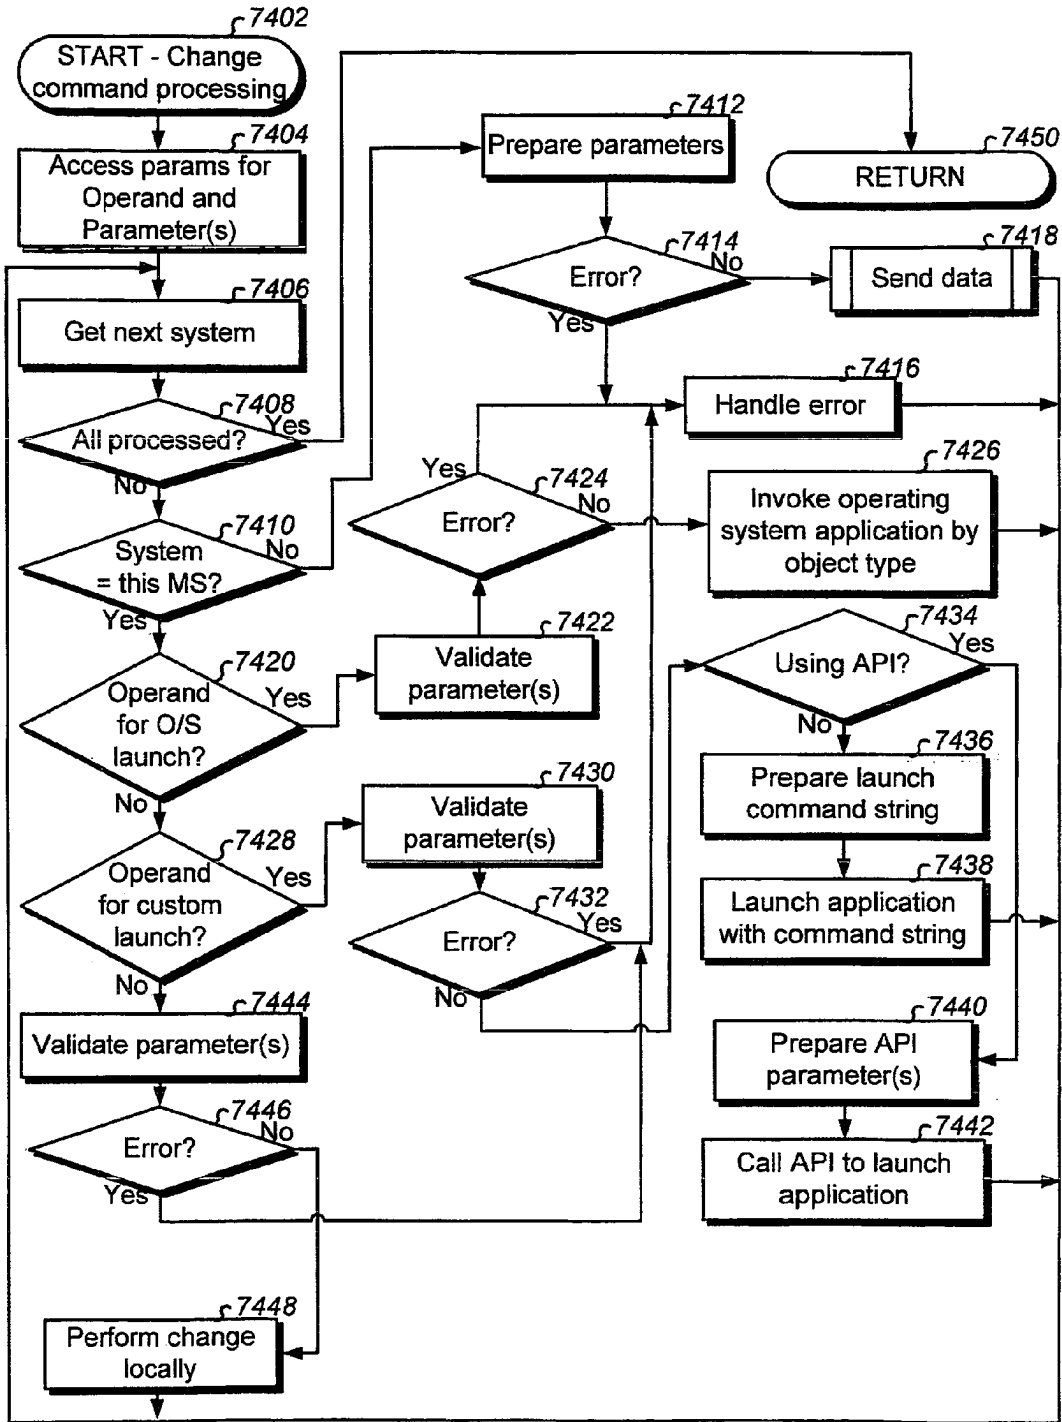 7402
START - Change
command processing
7404
Access params for
Operand and
Parameter(s)
7406
Get next system
7408
All processed?
Yes
No
7410
System
= this MS?
No
Yes
7420
Operand
for O/S
launch?
Yes
No
7428
Operand
for custom
launch?
Yes
No
7444
Validate parameter(s)
7446
Error?
No
Yes
7448
Perform change
locally
7412
Prepare parameters
7414
Error?
No
Yes
7424
Error?
Yes
No
7422
Validate
parameter(s)
7430
Validate
parameter(s)
7432
Error?
Yes
No
7450
RETURN
7418
Send data
7416
Handle error
7426
Invoke operating
system application by
object type
7434
Using API?
Yes
No
7436
Prepare launch
command string
7438
Launch application
with command string
7440
Prepare API
parameter(s)
7442
Call API to launch
application